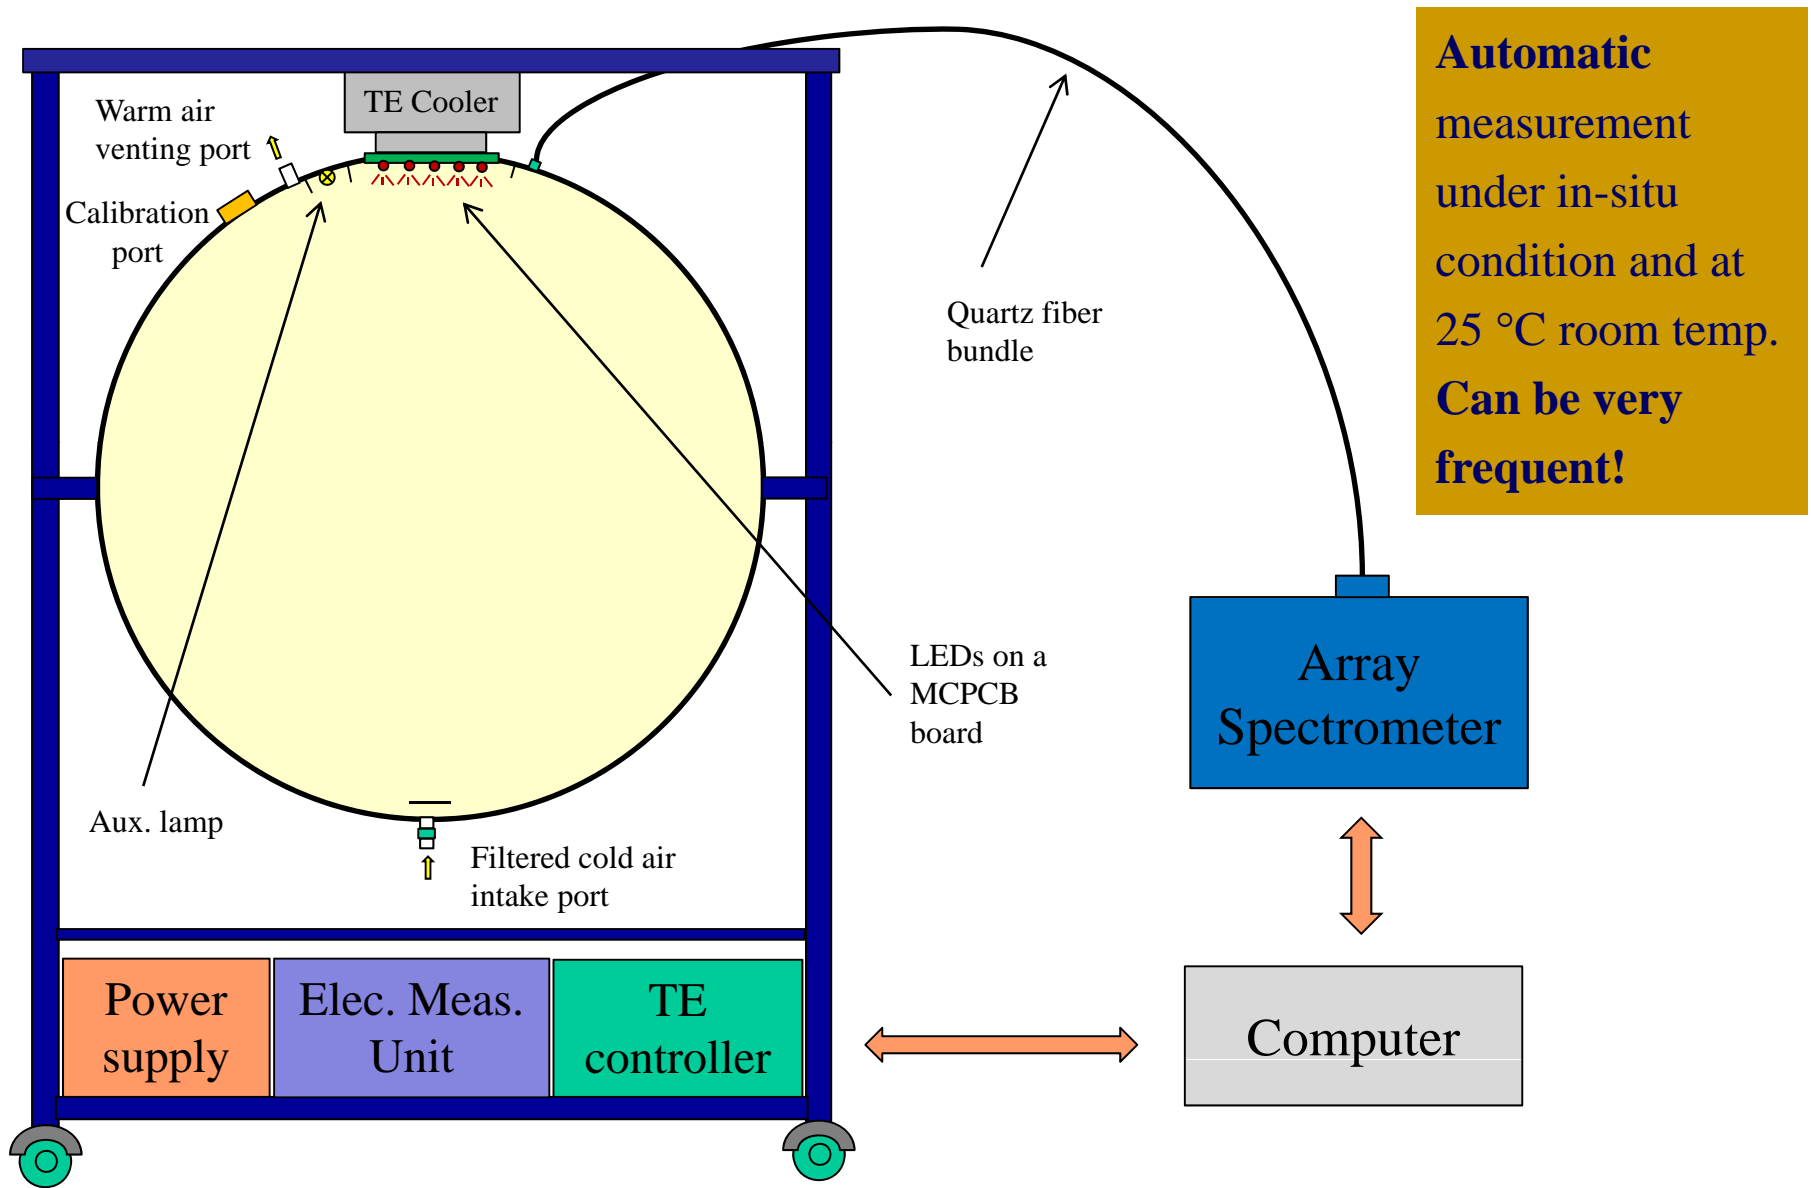 TE Cooler
Warm air
venting port
Calibration
port
Quartz fiber
bundle
LEDs on a
MCPCB
board
Aux. lamp
Filtered cold air
intake port
Power
supply
Elec. Meas.
Unit
TE
controller
Array
Spectrometer
Computer
Automatic
measurement
under in-situ
condition and at
25 °C room temp.
Can be very
frequent!